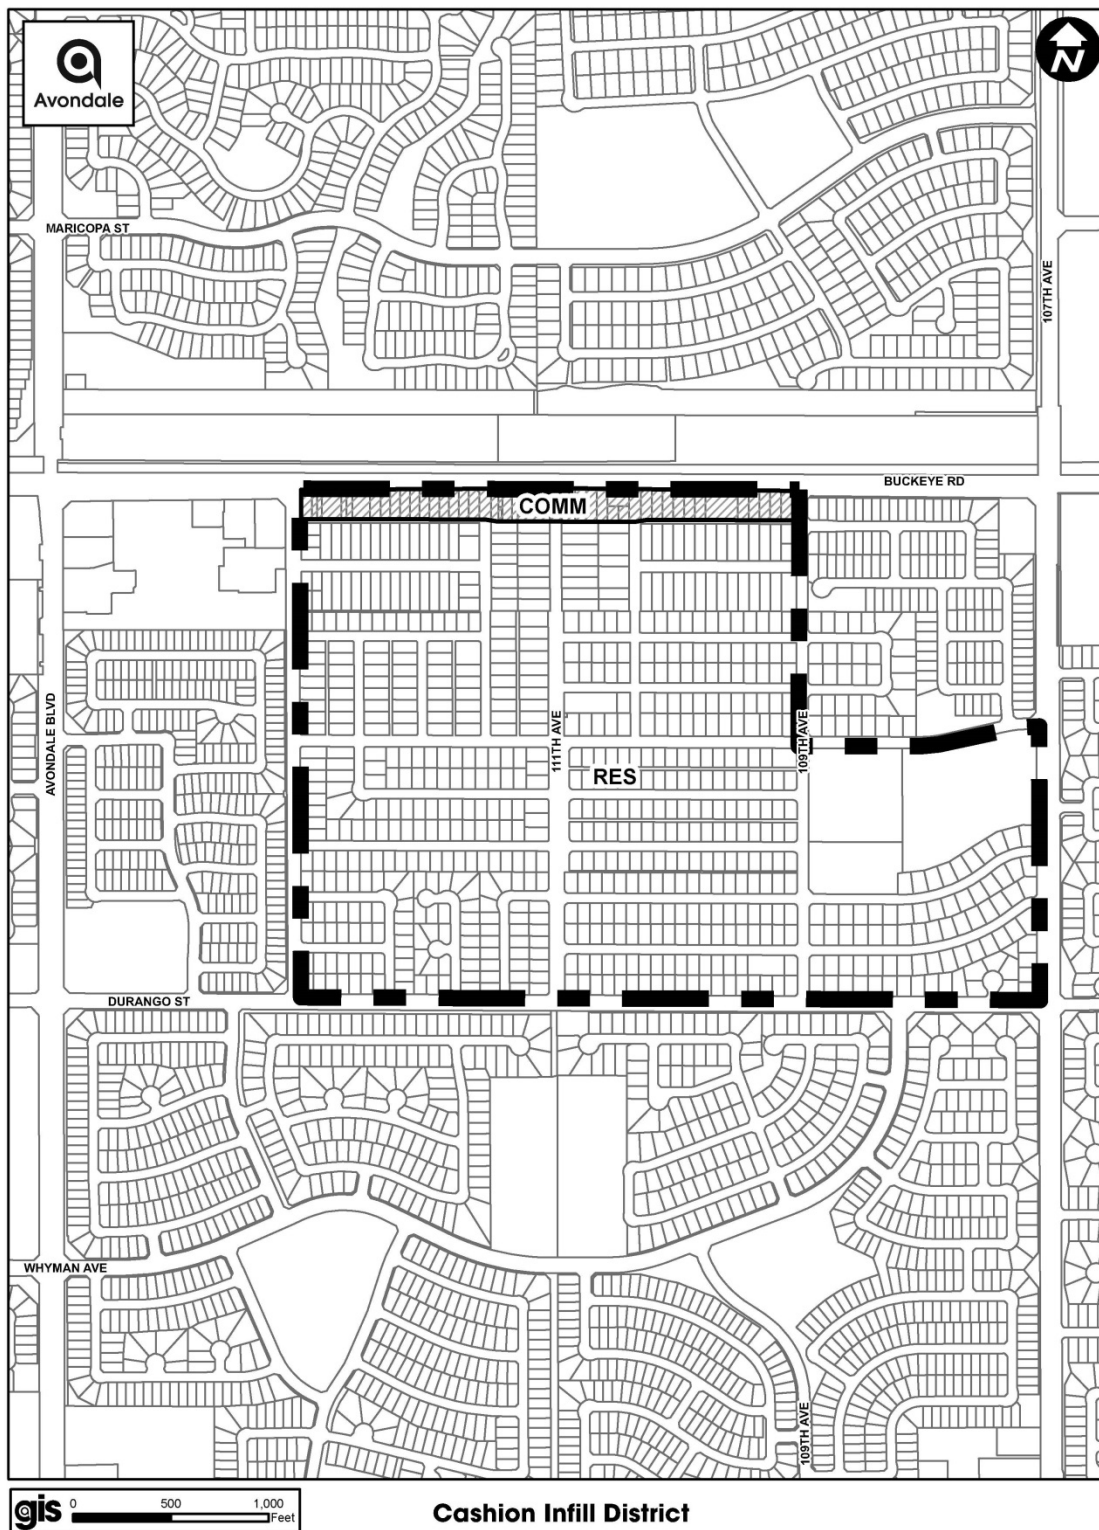 Avondale
N
MARICOPA ST
107TH AVE
BUCKEYE RD
COMM
AVONDALE BLVD
111TH AVE
109TH AVE
RES
DURANGO ST
WHYMAN AVE
109TH AVE
gis
0 500 1,000
Feet
Cashion Infill District